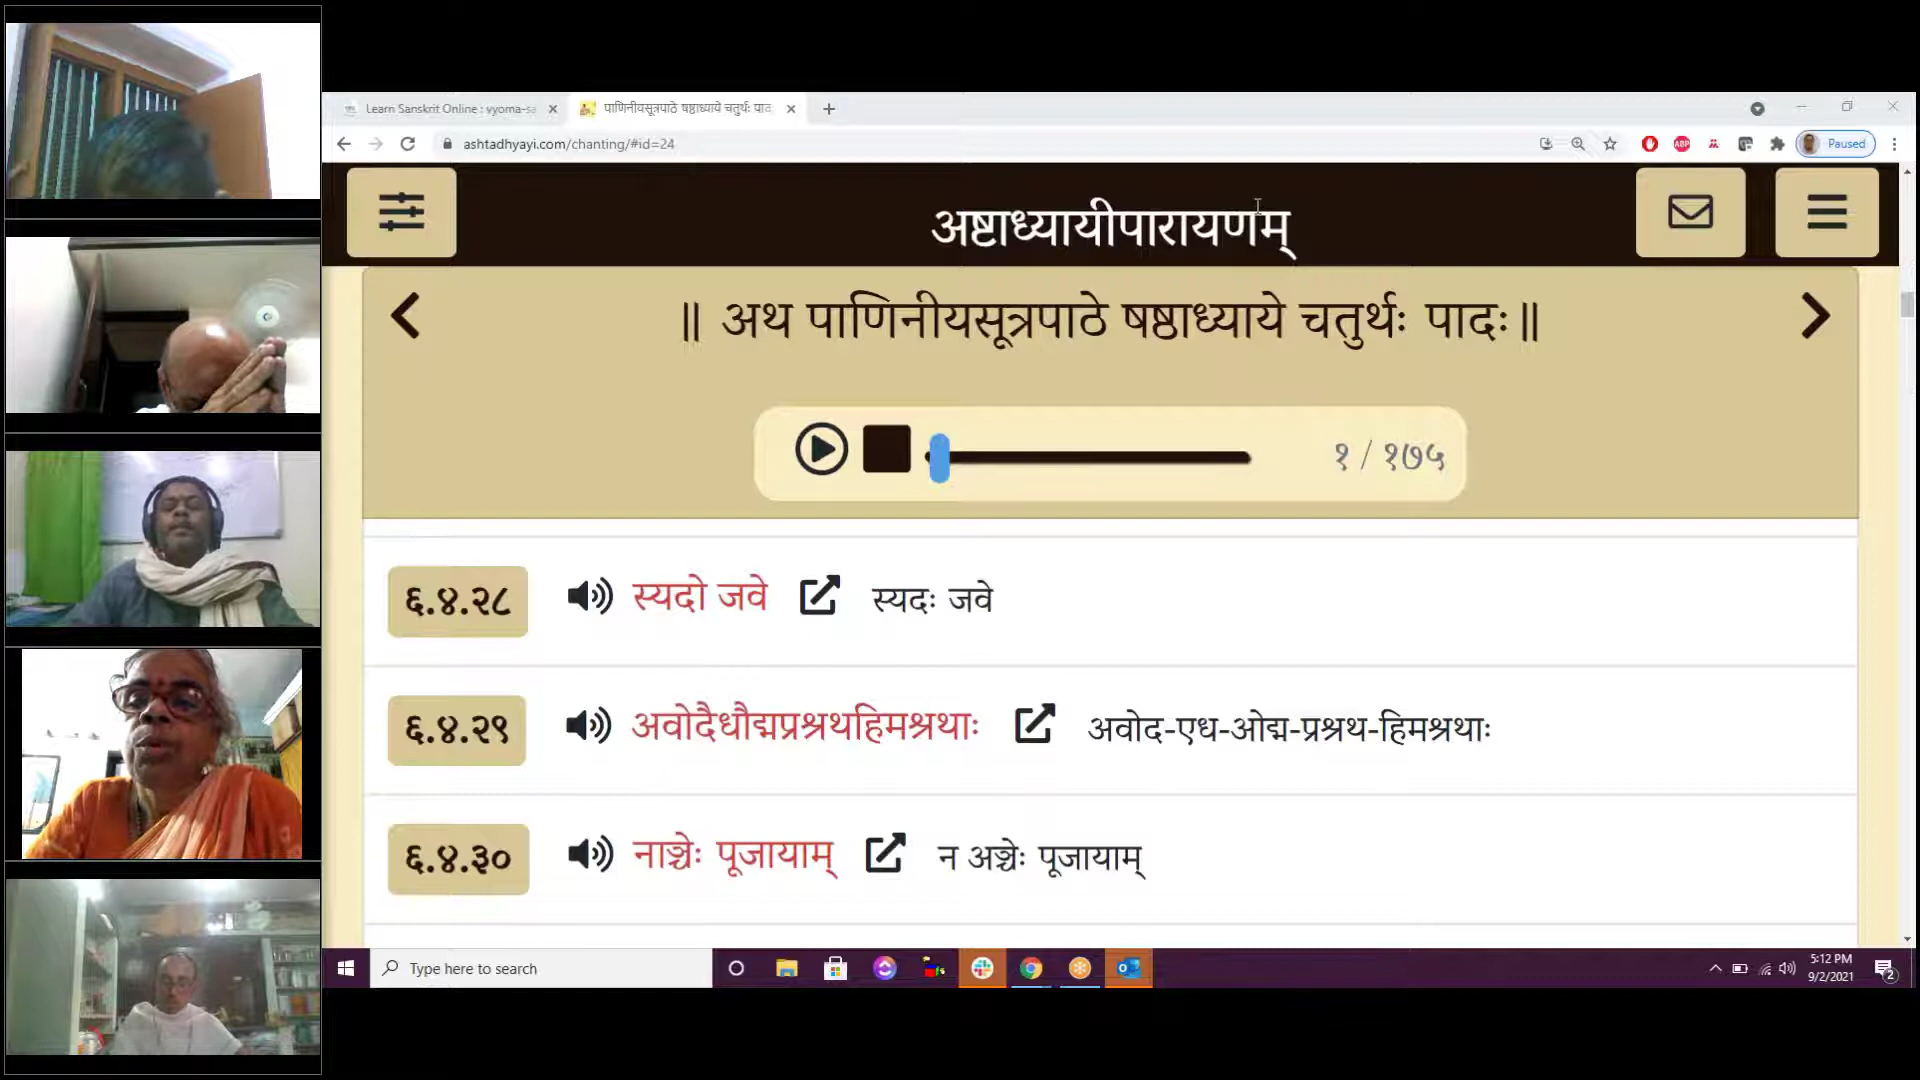 Learn Sanskrit Online : vyoma-sa
पाणिनीयसूत्रपाठे षष्ठाध्याये चतुर्थः पाद
ashtadhyayi.com/chanting/#id=24
ABP
Paused
अष्टाध्यायीपारायणम्
॥ अथ पाणिनीयसूत्रपाठे षष्ठाध्याये चतुर्थः पादः॥
१ / १७५
६.४.२८ स्यदो जवे स्यदः जवे
६.४.२९ अवोदैधौद्मप्रश्रथहिमश्रथाः अवोद-एध-ओद्म-प्रश्रथ-हिमश्रथाः
६.४.३० नाञ्चेः पूजायाम् न अञ्चेः पूजायाम्
Type here to search
5:12 PM
9/2/2021
2